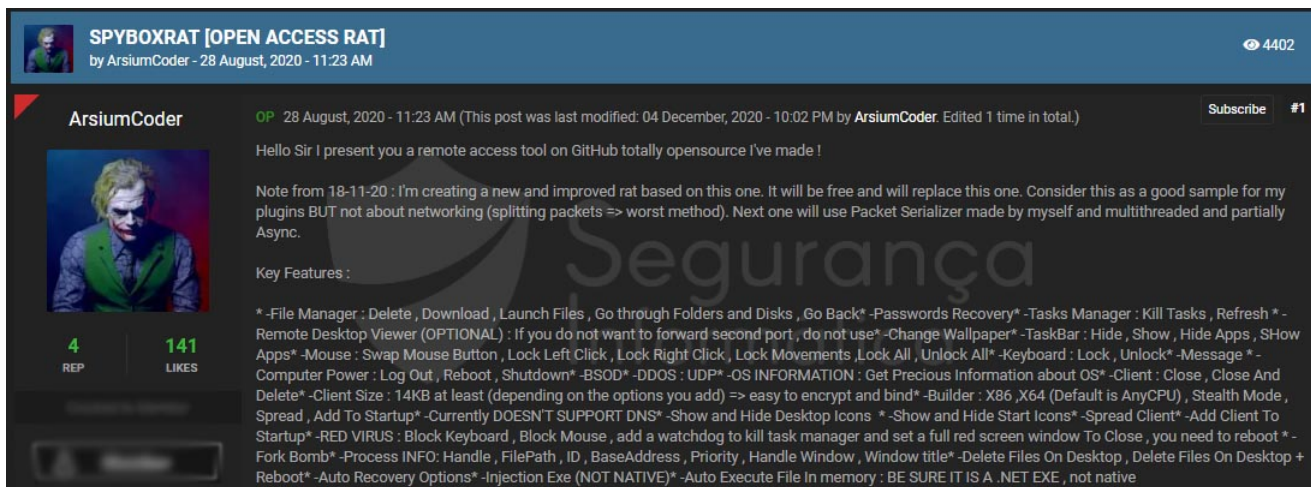 SPYBOXRAT [OPEN ACCESS RAT]
by ArsiumCoder - 28 August, 2020 - 11:23 AM
4402
ArsiumCoder
OP 28 August, 2020 - 11:23 AM (This post was last modified: 04 December, 2020 - 10:02 PM by ArsiumCoder. Edited 1 time in total.)
Subscribe
#1
Hello Sir I present you a remote access tool on GitHub totally opensource I've made !
Note from 18-11-20 : I'm creating a new and improved rat based on this one. It will be free and will replace this one. Consider this as a good sample for my
plugins BUT not about networking (splitting packets => worst method). Next one will use Packet Serializer made by myself and multithreaded and partially
Async.
Key Features :
* -File Manager : Delete , Download , Launch Files , Go through Folders and Disks , Go Back* -Passwords Recovery* -Tasks Manager : Kill Tasks , Refresh * -
Remote Desktop Viewer (OPTIONAL) : If you do not want to forward second port , do not use* -Change Wallpaper* -TaskBar : Hide , Show , Hide Apps , SHow
Apps* -Mouse : Swap Mouse Button , Lock Left Click , Lock Right Click , Lock Movements ,Lock All , Unlock All* -Keyboard : Lock , Unlock* -Message * -
Computer Power : Log Out , Reboot , Shutdown* -BSOD* -DDOS : UDP* -OS INFORMATION : Get Precious Information about OS* -Client : Close , Close And
Delete* -Client Size : 14KB at least (depending on the options you add) => easy to encrypt and bind* -Builder : X86 ,X64 (Default is AnyCPU) , Stealth Mode ,
Spread , Add To Startup* -Currently DOESN'T SUPPORT DNS* -Show and Hide Desktop Icons * -Show and Hide Start Icons* -Spread Client* -Add Client To
Startup* -RED VIRUS : Block Keyboard , Block Mouse , add a watchdog to kill task manager and set a full red screen window To Close , you need to reboot * -
Fork Bomb* -Process INFO: Handle , FilePath , ID , BaseAddress , Priority , Handle Window , Window title* -Delete Files On Desktop , Delete Files On Desktop +
Reboot* -Auto Recovery Options* -Injection Exe (NOT NATIVE)* -Auto Execute File In memory : BE SURE IT IS A .NET EXE , not native
4
141
REP
LIKES
Segurança
Informática